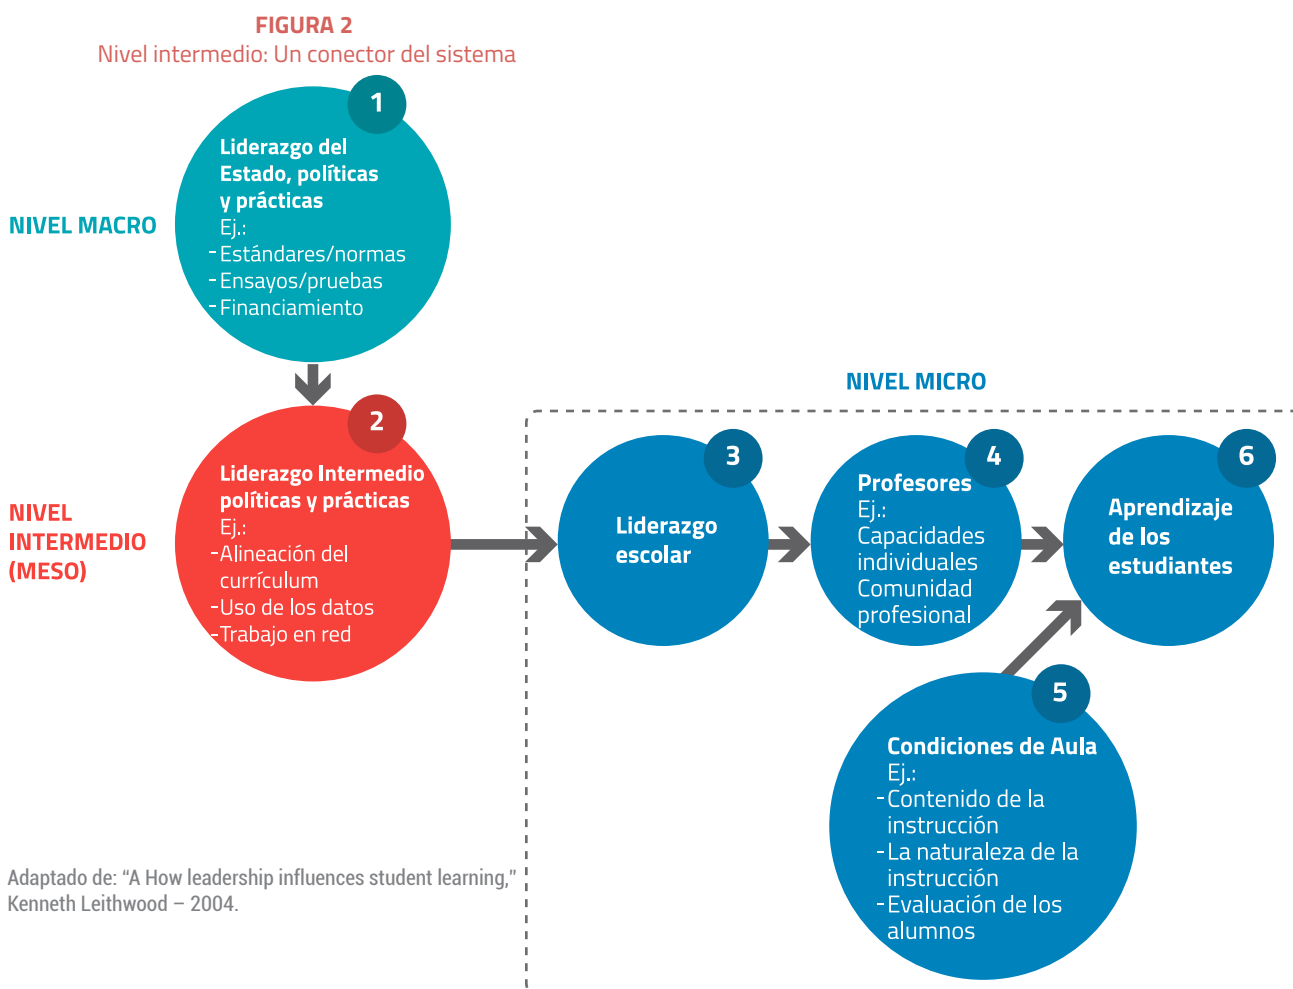 FIGURA 2
Nivel intermedio: Un conector del sistema
1
Liderazgo del
Estado, políticas
y prácticas
Ej.:
-Estándares/normas
-Ensayos/pruebas
-Financiamiento
NIVEL MACRO
2
Liderazgo Intermedio
políticas y prácticas
Ej.:
-Alineación del
currículum
-Uso de los datos
-Trabajo en red
NIVEL
INTERMEDIO
(MESO)
NIVEL MICRO
3
Liderazgo
escolar
4
Profesores
Ej.:
Capacidades
individuales
Comunidad
profesional
6
Aprendizaje
de los
estudiantes
5
Condiciones de Aula
Ej.:
-Contenido de la
instrucción
-La naturaleza de la
instrucción
-Evaluación de los
alumnos
Adaptado de: “A How leadership influences student learning,”
Kenneth Leithwood – 2004.